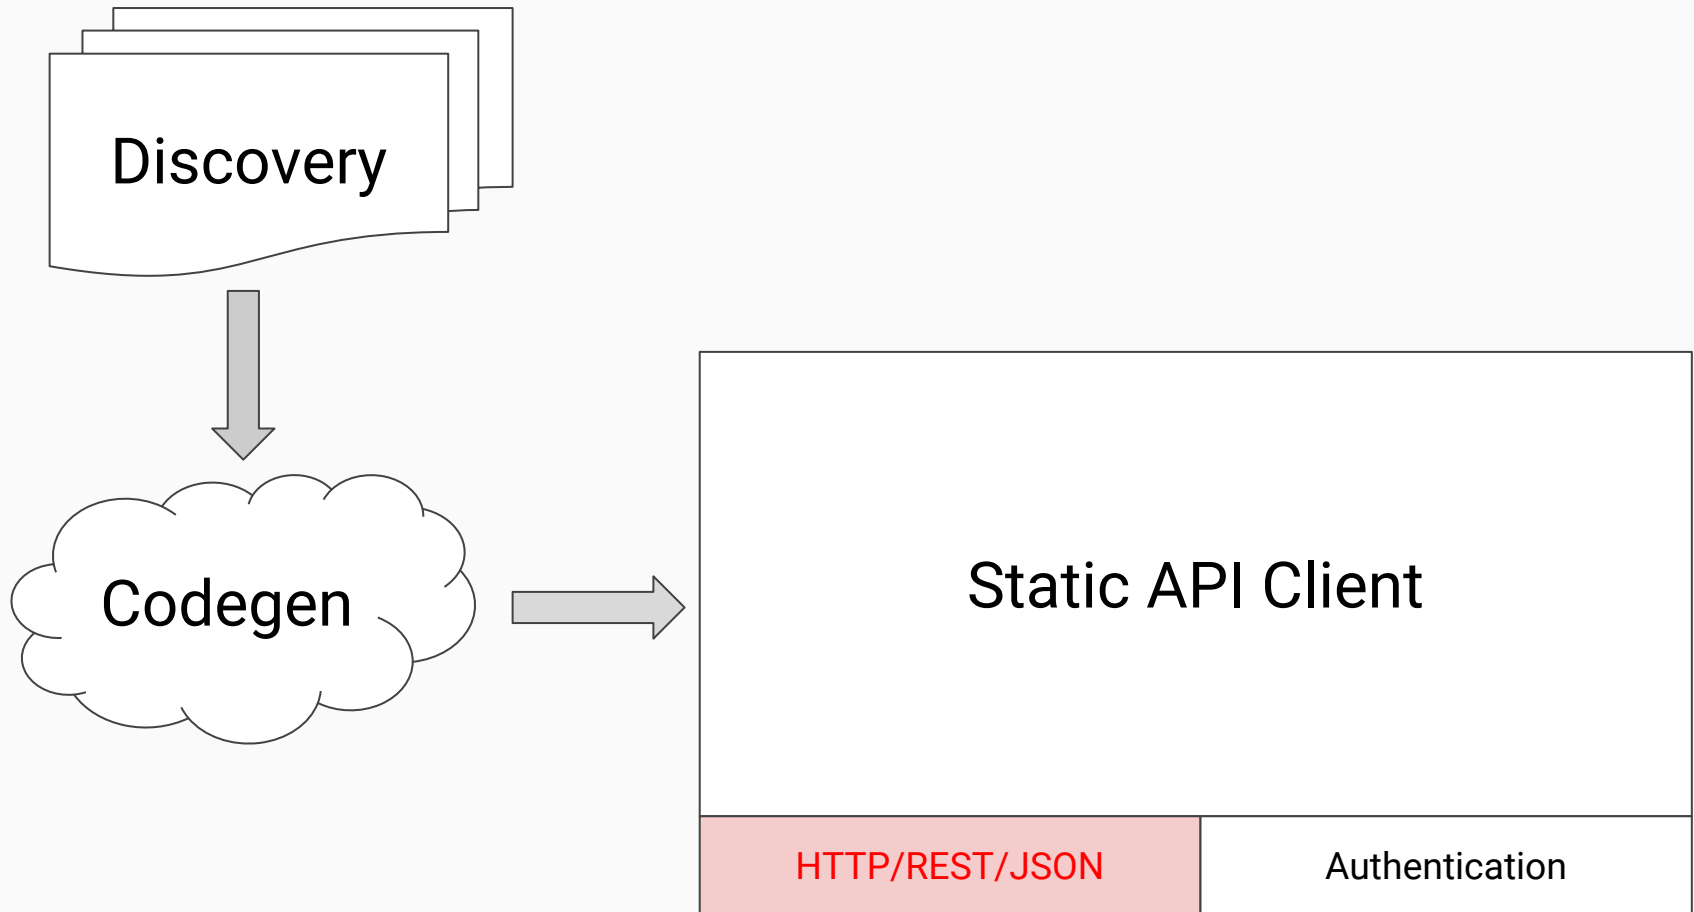 Discovery
Codegen
Static API Client
HTTP/REST/JSON
Authentication